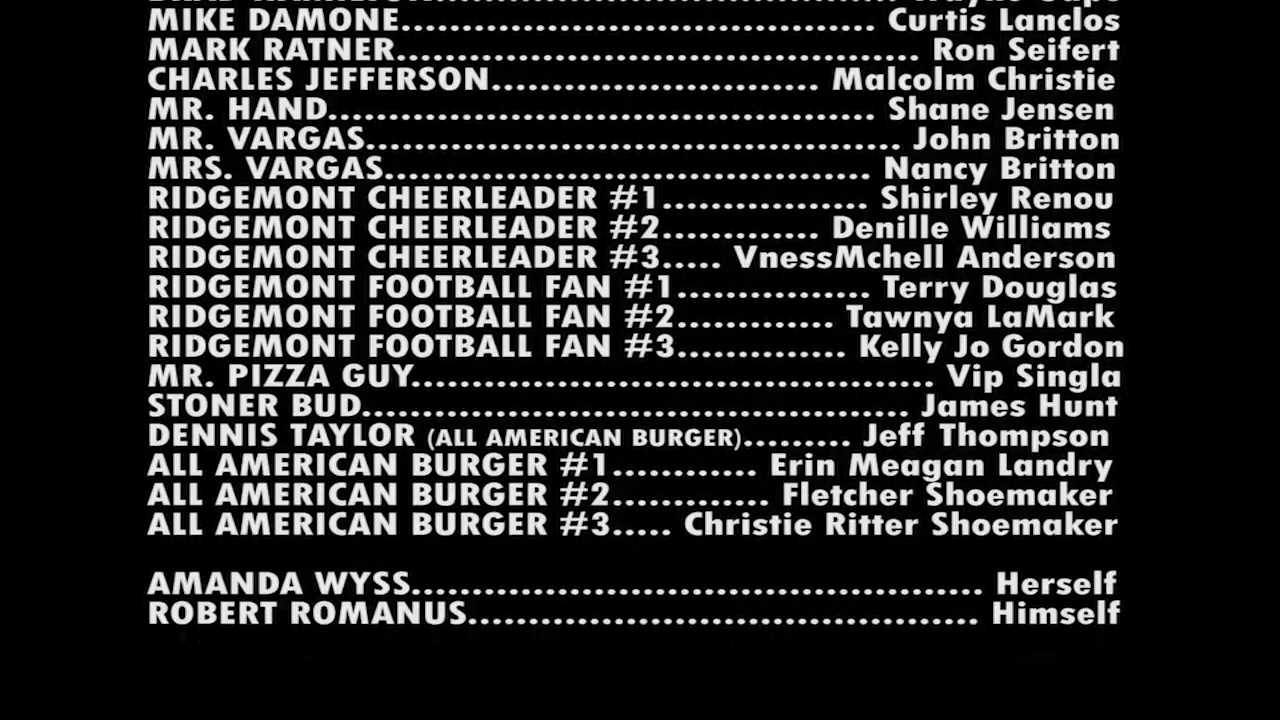 MIKE DAMONE........................................ Curtis Lanclos
MARK RATNER............................................ Ron Seifert
CHARLES JEFFERSON........................... Malcolm Christie
MR. HAND.............................................. Shane Jensen
MR. VARGAS............................................. John Britton
MRS. VARGAS......................................... Nancy Britton
RIDGEMONT CHEERLEADER #1................. Shirley Renou
RIDGEMONT CHEERLEADER #2............. Denille Williams
RIDGEMONT CHEERLEADER #3..... VnessMchell Anderson
RIDGEMONT FOOTBALL FAN #1................ Terry Douglas
RIDGEMONT FOOTBALL FAN #2............. Tawnya LaMark
RIDGEMONT FOOTBALL FAN #3.............. Kelly Jo Gordon
MR. PIZZA GUY............................................ Vip Singla
STONER BUD.............................................. James Hunt
DENNIS TAYLOR (ALL AMERICAN BURGER)......... Jeff Thompson
ALL AMERICAN BURGER #1............ Erin Meagan Landry
ALL AMERICAN BURGER #2............. Fletcher Shoemaker
ALL AMERICAN BURGER #3..... Christie Ritter Shoemaker
AMANDA WYSS................................................ Herself
ROBERT ROMANUS........................................... Himself